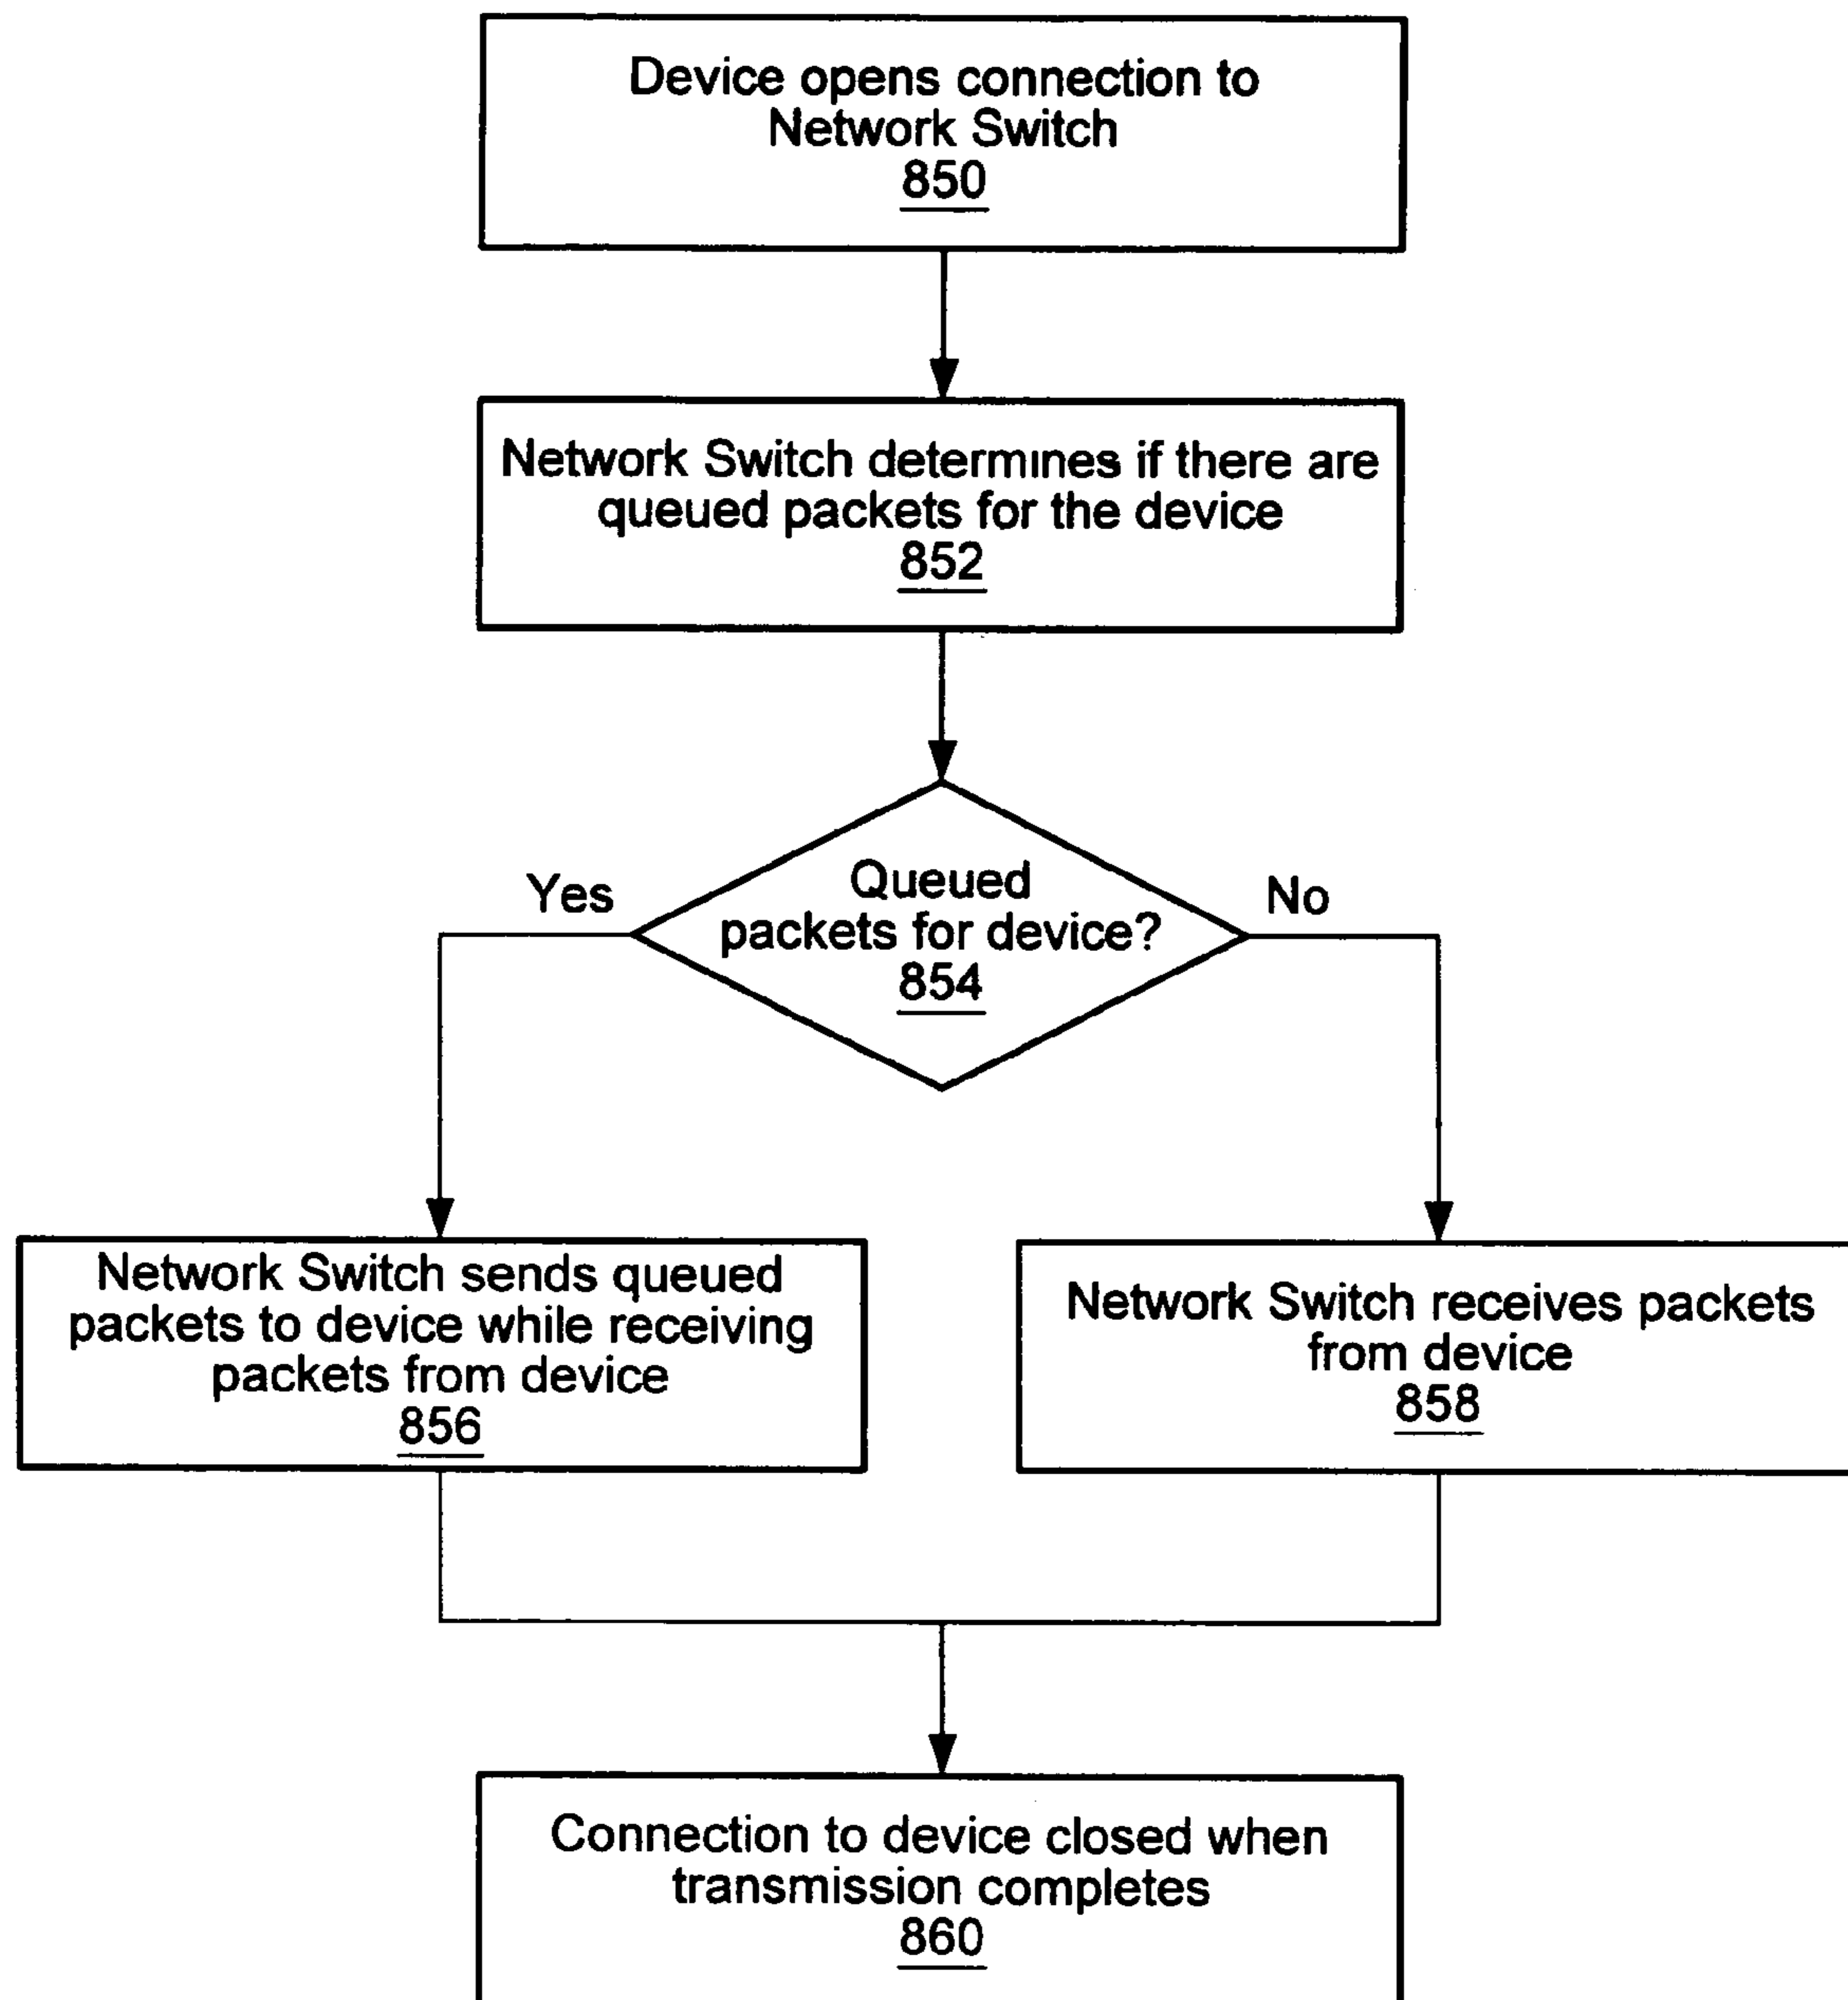 Device opens connection to
Network Switch
850
Network Switch determines if there are
queued packets for the device
852
Queued
packets for device?
854
Yes
No
Network Switch sends queued
packets to device while receiving
packets from device
856
Network Switch receives packets
from device
858
Connection to device closed when
transmission completes
860